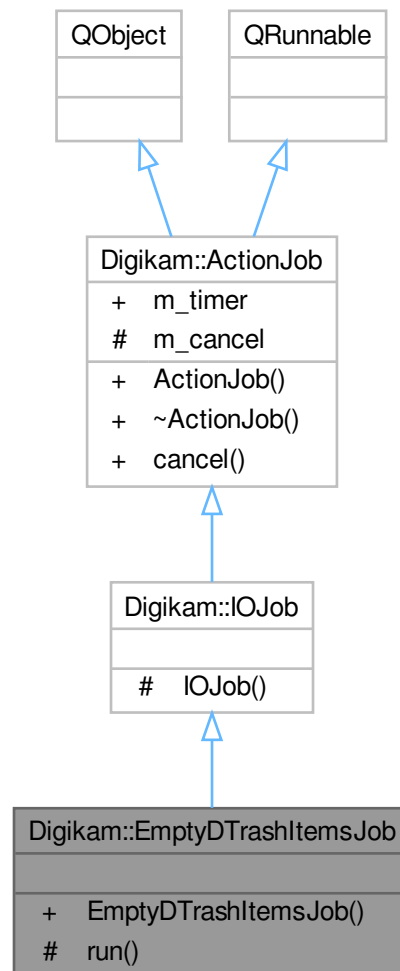 QObject
QRunnable
Digikam::ActionJob
+ m_timer
# m_cancel
+ ActionJob()
+ ~ActionJob()
+ cancel()
Digikam::IOJob
# IOJob()
Digikam::EmptyDTrashItemsJob
+ EmptyDTrashItemsJob()
# run()